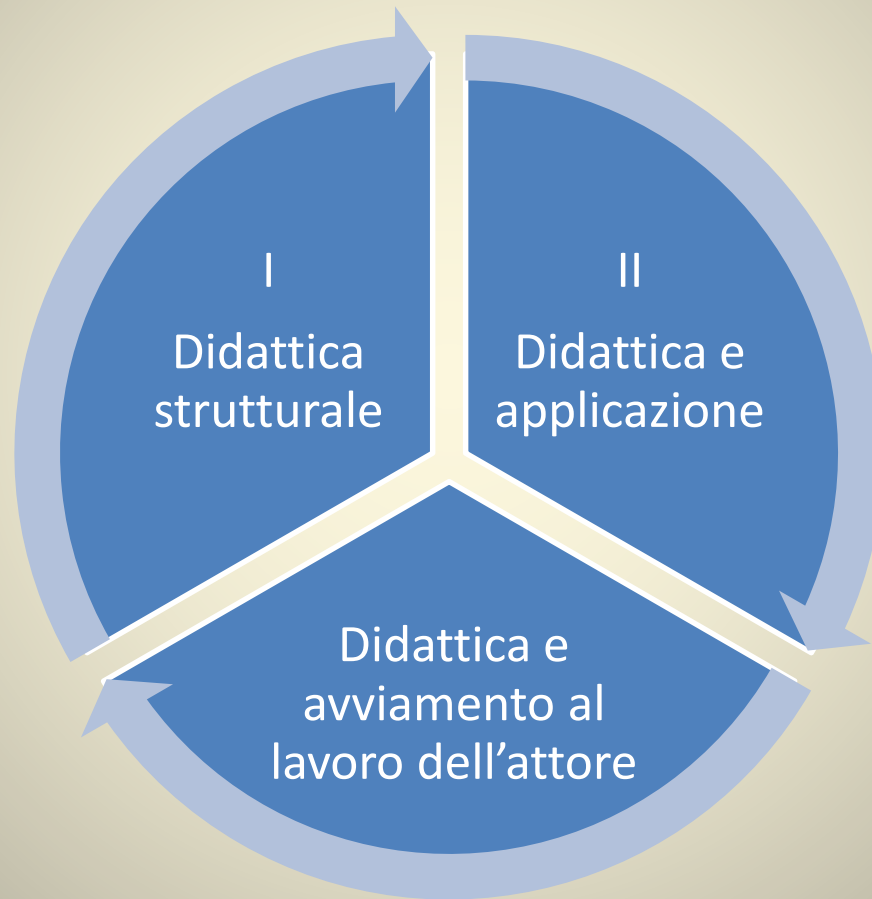 I
Didattica
strutturale
II
Didattica e
applicazione
Didattica e
avviamento al
lavoro dell’attore